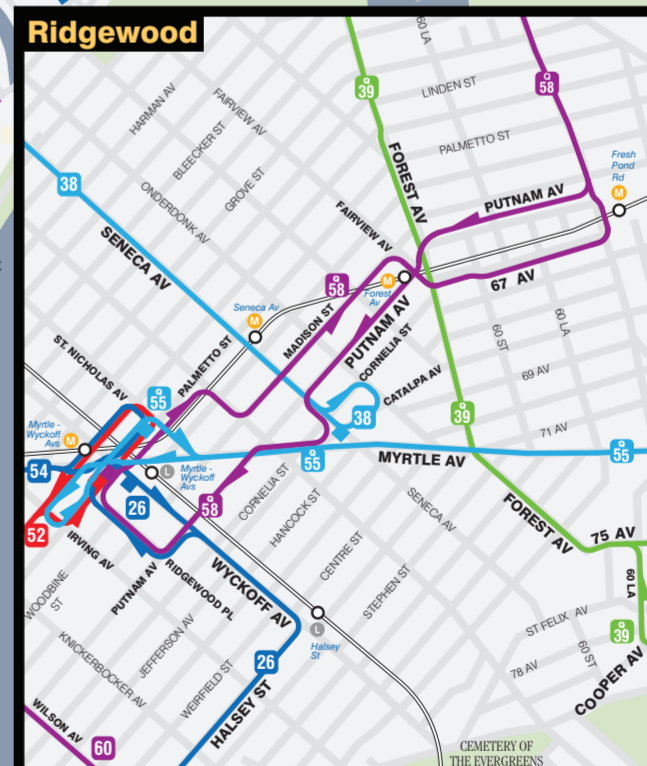 Ridgewood
60 LA
Q
39
LINDEN ST
Q
58
HARMAN AV
FAIRVIEW AV
BLEECKER ST
PALMETTO ST
FOREST AV
Fresh
Pond
Rd
M
38
ONDERDONK AV
GROVE ST
FAIRVIEW AV
PUTNAM AV
SENECA AV
Q
58
M
Forest
Av
67 AV
Seneca Av
M
MADISON ST
PUTNAM AV
CORNELIA ST
60 ST
60 LA
ST. NICHOLAS AV
PALMETTO ST
CATALPA AV
69 AV
Q
55
38
Q
39
71 AV
Myrtle -
Wyckoff
Avs
M
Q
55
MYRTLE AV
Q
55
54
L
Myrtle -
Wyckoff
Avs
26
Q
58
CORNELIA ST
SENECA AV
FOREST AV
HANCOCK ST
52
IRVING AV
75 AV
CENTRE ST
PUTNAM AV
RIDGEWOOD PL
WYCKOFF AV
STEPHEN ST
60 LA
WOODBINE
ST
ST FELIX AV
Q
39
L
Halsey
St
JEFFERSON AV
60 ST
KNICKERBOCKER AV
26
78 AV
WEIRFIELD ST
HALSEY ST
COOPER AV
WILSON AV
60
CEMETERY OF
THE EVERGREENS